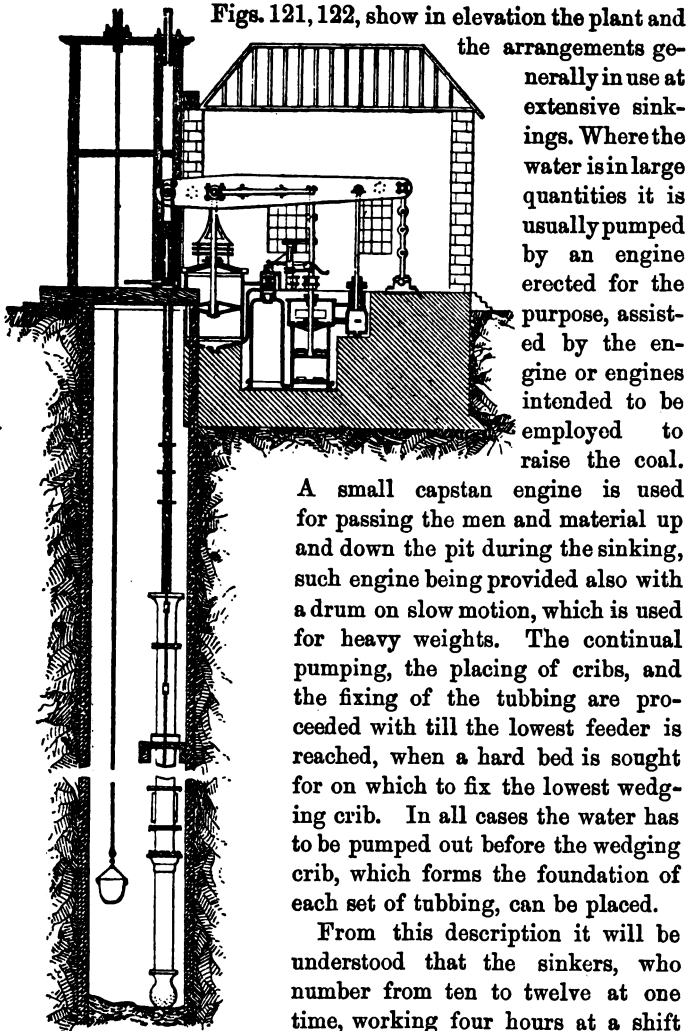 Figs. 121, 122, show in elevation the plant and
the arrangements ge-
nerally in use at
extensive sink-
ings. Where the
water is in large
quantities it is
usually pumped
by an engine
erected for the
purpose, assist-
ed by the en-
gine or engines
intended to be
employed to
raise the coal.
A small capstan engine is used
for passing the men and material up
and down the pit during the sinking,
such engine being provided also with
a drum on slow motion, which is used
for heavy weights. The continual
pumping, the placing of cribs, and
the fixing of the tubbing are pro-
ceeded with till the lowest feeder is
reached, when a hard bed is sought
for on which to fix the lowest wedg-
ing crib. In all cases the water has
to be pumped out before the wedging
crib, which forms the foundation of
each set of tubbing, can be placed.
From this description it will be
understood that the sinkers, who
number from ten to twelve at one
time, working four hours at a shift